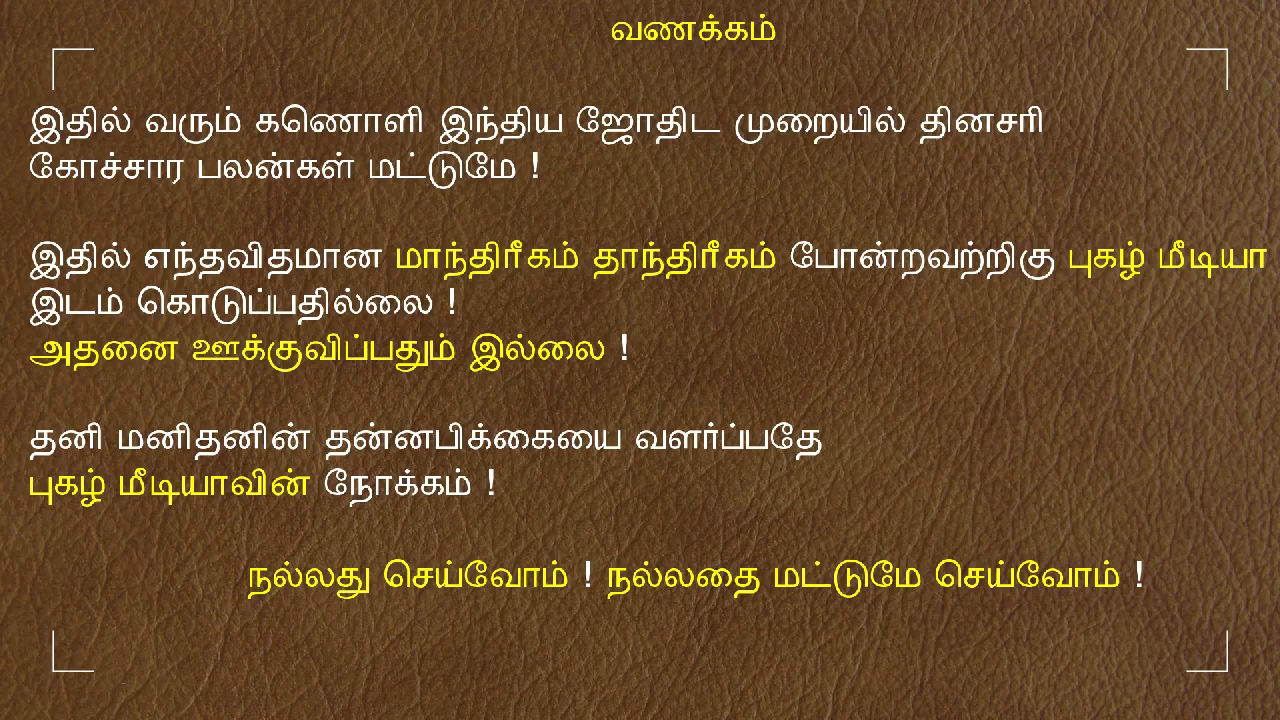 வணக்கம்
இதில் வரும் கணொளி இந்திய ஜோதிட முறையில் தினசரி
கோச்சார பலன்கள் மட்டுமே !
இதில் எந்தவிதமான மாந்திரீகம் தாந்திரீகம் போன்றவற்றிகு புகழ் மீடியா
இடம் கொடுப்பதில்லை !
அதனை ஊக்குவிப்பதும் இல்லை !
தனி மனிதனின் தன்னபிக்கையை வளர்ப்பதே
புகழ் மீடியாவின் நோக்கம் !
நல்லது செய்வோம் ! நல்லதை மட்டுமே செய்வோம் !